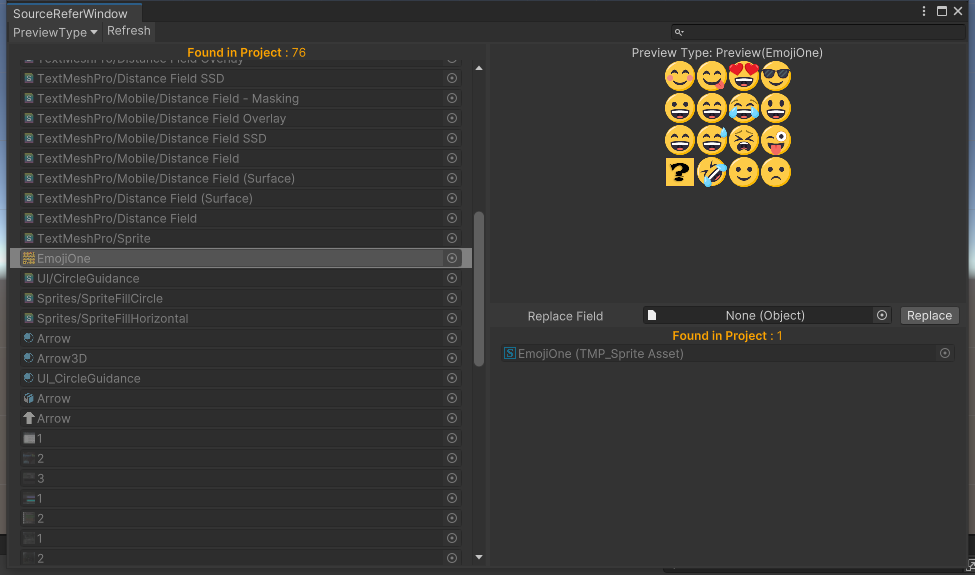 SourceReferWindow
PreviewType
Refresh
Found in Project : 76
TextMeshPro/Distance Field Overlay
TextMeshPro/Distance Field SSD
TextMeshPro/Mobile/Distance Field - Masking
TextMeshPro/Mobile/Distance Field Overlay
TextMeshPro/Mobile/Distance Field SSD
TextMeshPro/Mobile/Distance Field
TextMeshPro/Mobile/Distance Field (Surface)
TextMeshPro/Distance Field (Surface)
TextMeshPro/Distance Field
TextMeshPro/Sprite
EmojiOne
UI/CircleGuidance
Sprites/SpriteFillCircle
Sprites/SpriteFillHorizontal
Arrow
Arrow3D
UI_CircleGuidance
Arrow
Arrow
1
2
3
1
2
1
2
Preview Type: Preview(EmojiOne)
Replace Field
None (Object)
Replace
Found in Project : 1
EmojiOne (TMP_Sprite Asset)